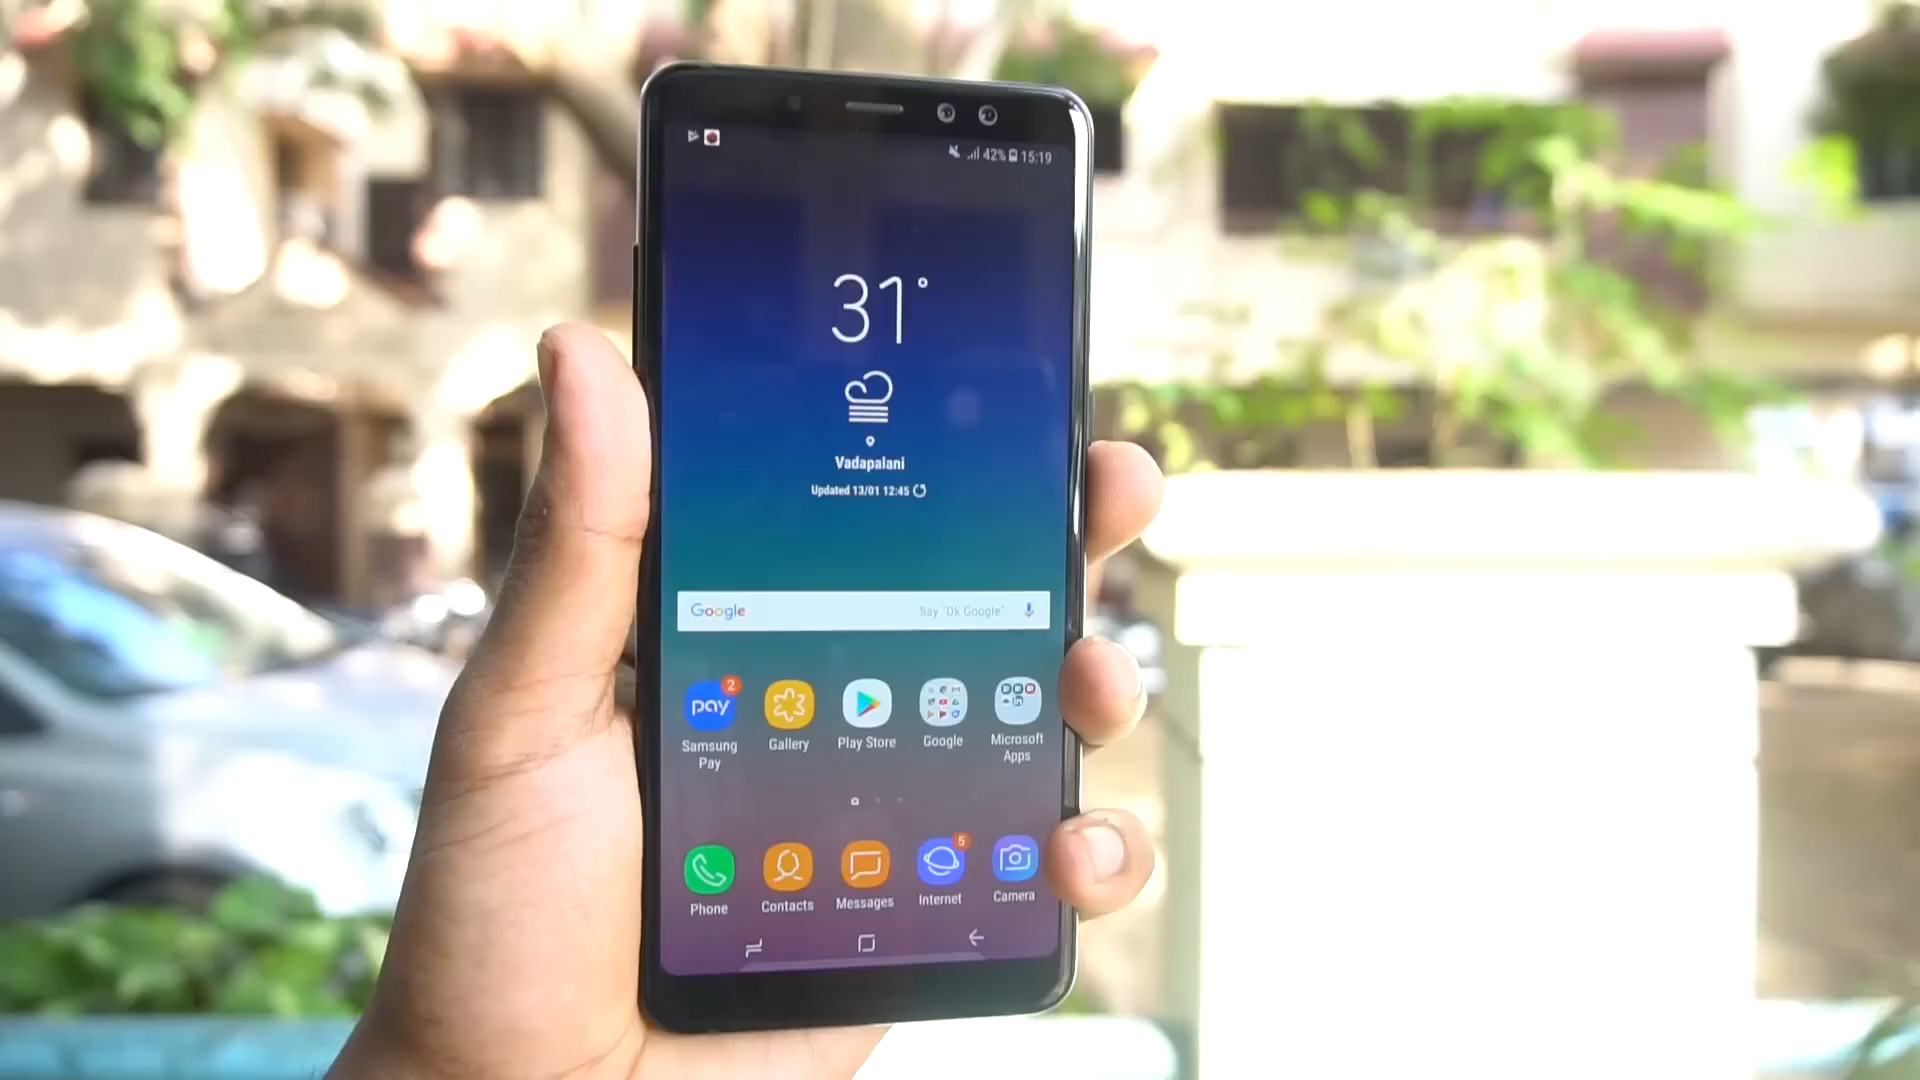 42% 15:19
31°
Vadapalani
Updated 13/01 12:45
Google Say "Ok Google"
pay 2
Samsung Pay
Gallery
Play Store
Google
Microsoft Apps
5
Phone
Contacts
Messages
Internet
Camera